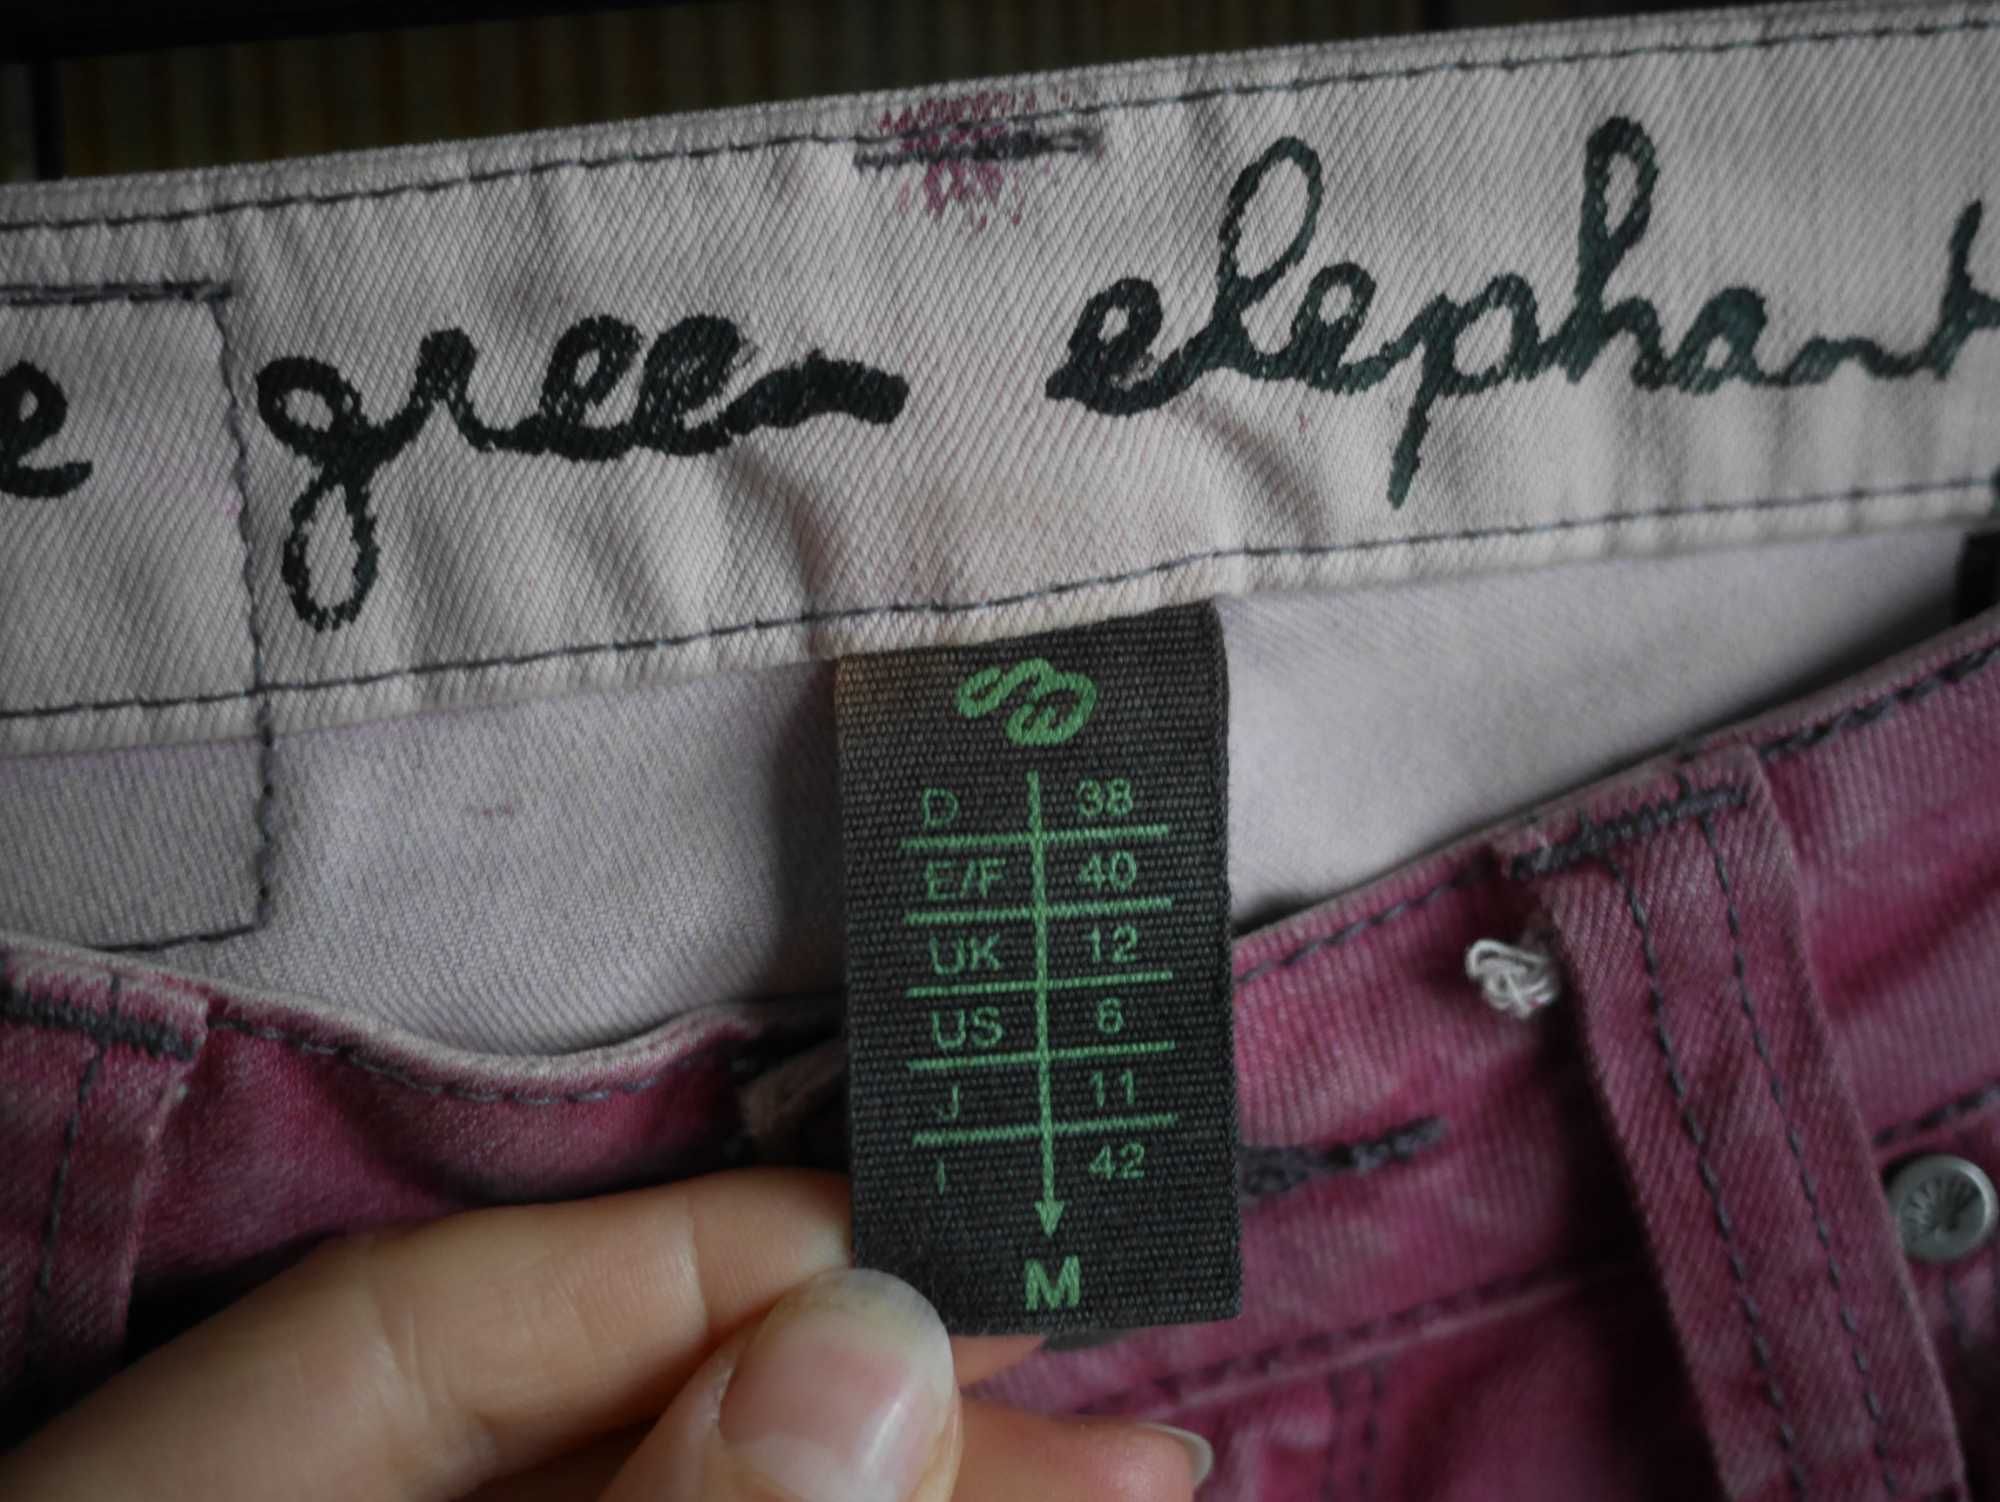 e green elephant
D 38
E/F 40
UK 12
US 6
J 11
I 42
M